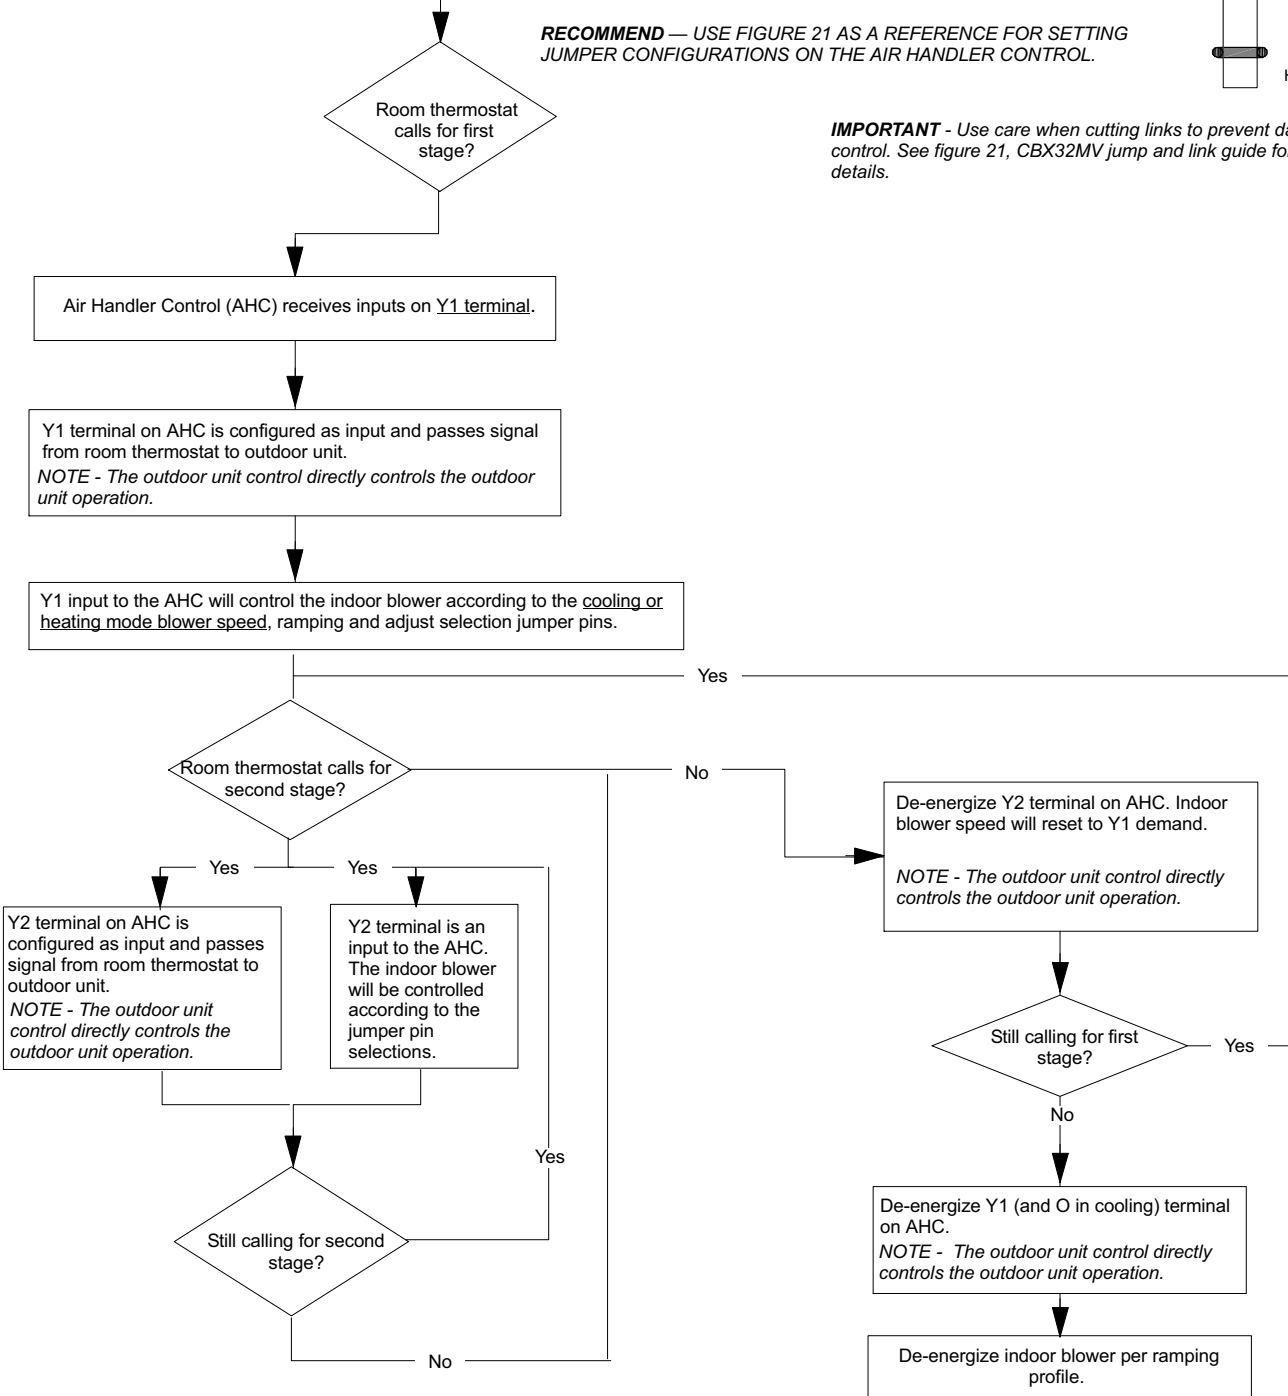 RECOMMEND — USE FIGURE 21 AS A REFERENCE FOR SETTING
JUMPER CONFIGURATIONS ON THE AIR HANDLER CONTROL.
IMPORTANT - Use care when cutting links to prevent
control. See figure 21, CBX32MV jump and link guide
details.
Room thermostat
calls for first
stage?
Air Handler Control (AHC) receives inputs on Y1 terminal.
Y1 terminal on AHC is configured as input and passes signal
from room thermostat to outdoor unit.
NOTE - The outdoor unit control directly controls the outdoor
unit operation.
Y1 input to the AHC will control the indoor blower according to the cooling or
heating mode blower speed, ramping and adjust selection jumper pins.
Yes
Room thermostat calls for
second stage?
No
Yes
Yes
Y2 terminal on AHC is
configured as input and passes
signal from room thermostat to
outdoor unit.
NOTE - The outdoor unit
control directly controls the
outdoor unit operation.
Y2 terminal is an
input to the AHC.
The indoor blower
will be controlled
according to the
jumper pin
selections.
Yes
Still calling for second
stage?
No
De-energize Y2 terminal on AHC. Indoor
blower speed will reset to Y1 demand.
NOTE - The outdoor unit control directly
controls the outdoor unit operation.
Still calling for first
stage?
Yes
No
De-energize Y1 (and O in cooling) terminal
on AHC.
NOTE - The outdoor unit control directly
controls the outdoor unit operation.
De-energize indoor blower per ramping
profile.